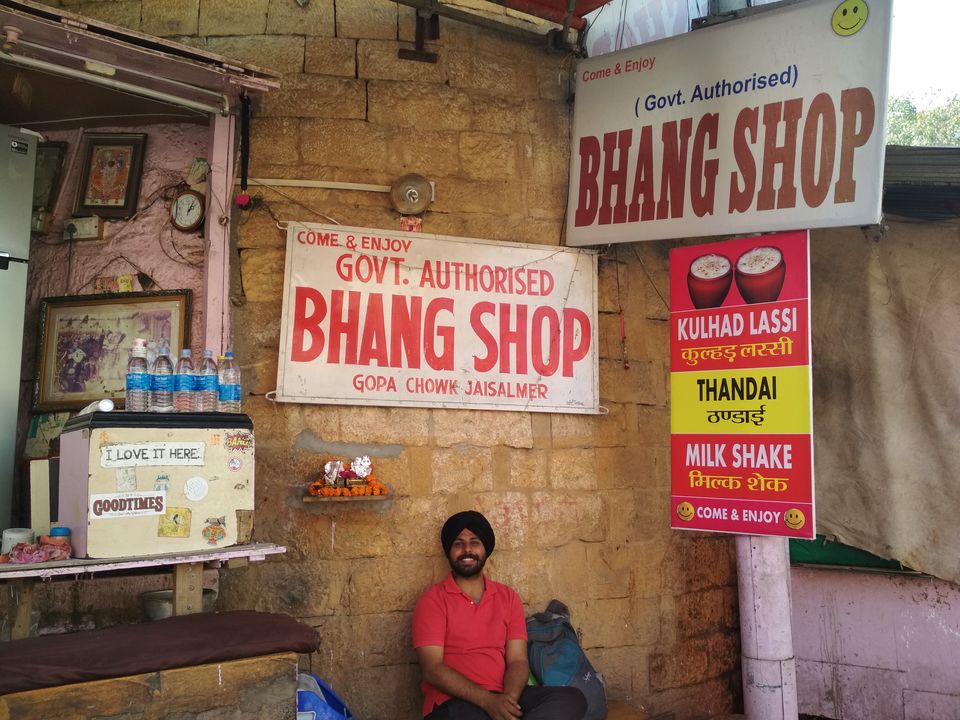 Come & Enjoy
( Govt. Authorised)
BHANG SHOP
COME & ENJOY
GOVT. AUTHORISED
BHANG SHOP
GOPA CHOWK JAISALMER
KULHAD LASSI
कुल्हड़ लस्सी
THANDAI
ठण्डाई
MILK SHAKE
मिल्क शेक
COME & ENJOY
I LOVE IT HERE.
GOODTIMES